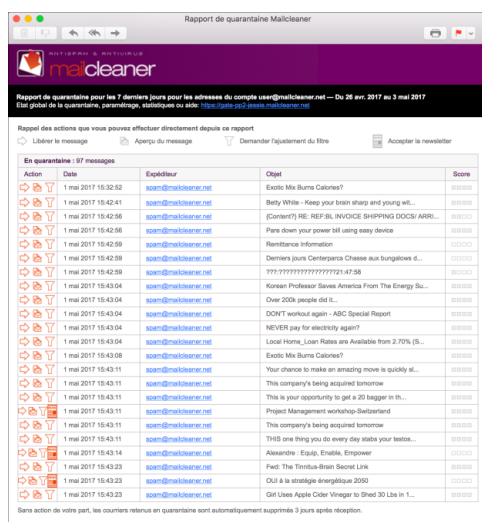 Rapport de quarantaine Mailcleaner
ANTISPAM & ANTIVIRUS
mailcleaner
Rapport de quarantaine pour les 7 derniers jours pour les adresses du compte user@mailcleaner.net — Du 26 avr. 2017 au 3 mai 2017
Etat global de la quarantaine, paramétrage, statistiques ou aide: https://gate-pp2-jessie.mailcleaner.net
Rappel des actions que vous pouvez effectuer directement depuis ce rapport
Libérer le message Aperçu du message Demander l'ajustement du filtre Accepter la newsletter
En quarantaine : 97 messages
Action Date Expéditeur Objet Score
1 mai 2017 15:32:52 spam@mailcleaner.net Exotic Mix Burns Calories?
1 mai 2017 15:42:41 spam@mailcleaner.net Betty White - Keep your brain sharp and young wit...
1 mai 2017 15:42:56 spam@mailcleaner.net {Content?} RE: REF:BL INVOICE SHIPPING DOCS/ ARRI...
1 mai 2017 15:42:56 spam@mailcleaner.net Pare down your power bill using easy device
1 mai 2017 15:42:59 spam@mailcleaner.net Remittance Information
1 mai 2017 15:42:59 spam@mailcleaner.net Derniers jours Centerparca Chasse aux bungalows d...
1 mai 2017 15:42:59 spam@mailcleaner.net ???:????????????????21:47:58
1 mai 2017 15:43:04 spam@mailcleaner.net Korean Professor Saves America From The Energy Su...
1 mai 2017 15:43:04 spam@mailcleaner.net Over 200k people did it...
1 mai 2017 15:43:04 spam@mailcleaner.net DON'T workout again - ABC Special Report
1 mai 2017 15:43:04 spam@mailcleaner.net NEVER pay for electricity again?
1 mai 2017 15:43:04 spam@mailcleaner.net Local Home_Loan Rates are Available from 2.70% (S...
1 mai 2017 15:43:08 spam@mailcleaner.net Exotic Mix Burns Calories?
1 mai 2017 15:43:11 spam@mailcleaner.net Your chance to make an amazing move is quickly sl...
1 mai 2017 15:43:11 spam@mailcleaner.net This company's being acquired tomorrow
1 mai 2017 15:43:11 spam@mailcleaner.net This is your opportunity to get a 20 bagger in th...
1 mai 2017 15:43:11 spam@mailcleaner.net Project Management workshop-Switzerland
1 mai 2017 15:43:11 spam@mailcleaner.net This company's being acquired tomorrow
1 mai 2017 15:43:11 spam@mailcleaner.net THIS one thing you do every day stabs your testos...
1 mai 2017 15:43:14 spam@mailcleaner.net Alexandre : Equip, Enable, Empower
1 mai 2017 15:43:23 spam@mailcleaner.net Fwd: The Tinnitus-Brain Secret Link
1 mai 2017 15:43:23 spam@mailcleaner.net OUI à la stratégie énergétique 2050
1 mai 2017 15:43:23 spam@mailcleaner.net Girl Uses Apple Cider Vinegar to Shed 30 Lbs in 1...
Sans action de votre part, les courriers retenus en quarantaine sont automatiquement supprimés 3 jours après réception.